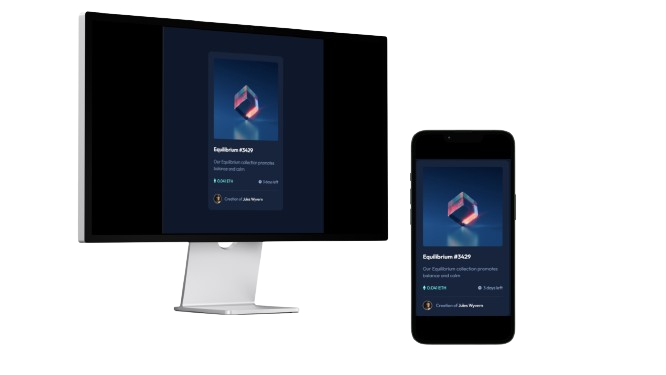 Equilibrium #3429
Our Equilibrium collection promotes
balance and calm
0.041 ETH
3 days left
Creation of Jules Wyvern
Equilibrium #3429
Our Equilibrium collection promotes
balance and calm
0.041 ETH
3 days left
Creation of Jules Wyvern